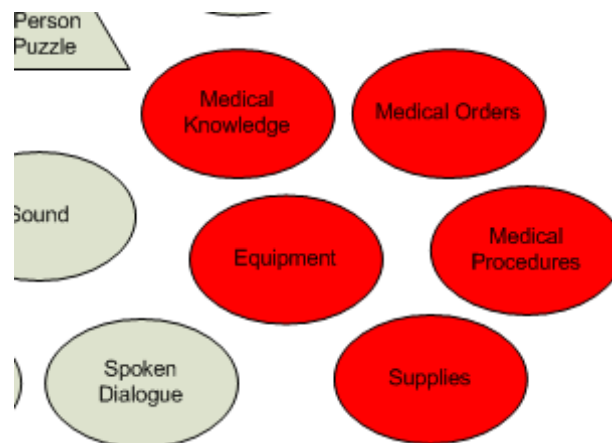 Person
Puzzle
Medical
Knowledge
Medical Orders
Sound
Equipment
Medical
Procedures
Spoken
Dialogue
Supplies